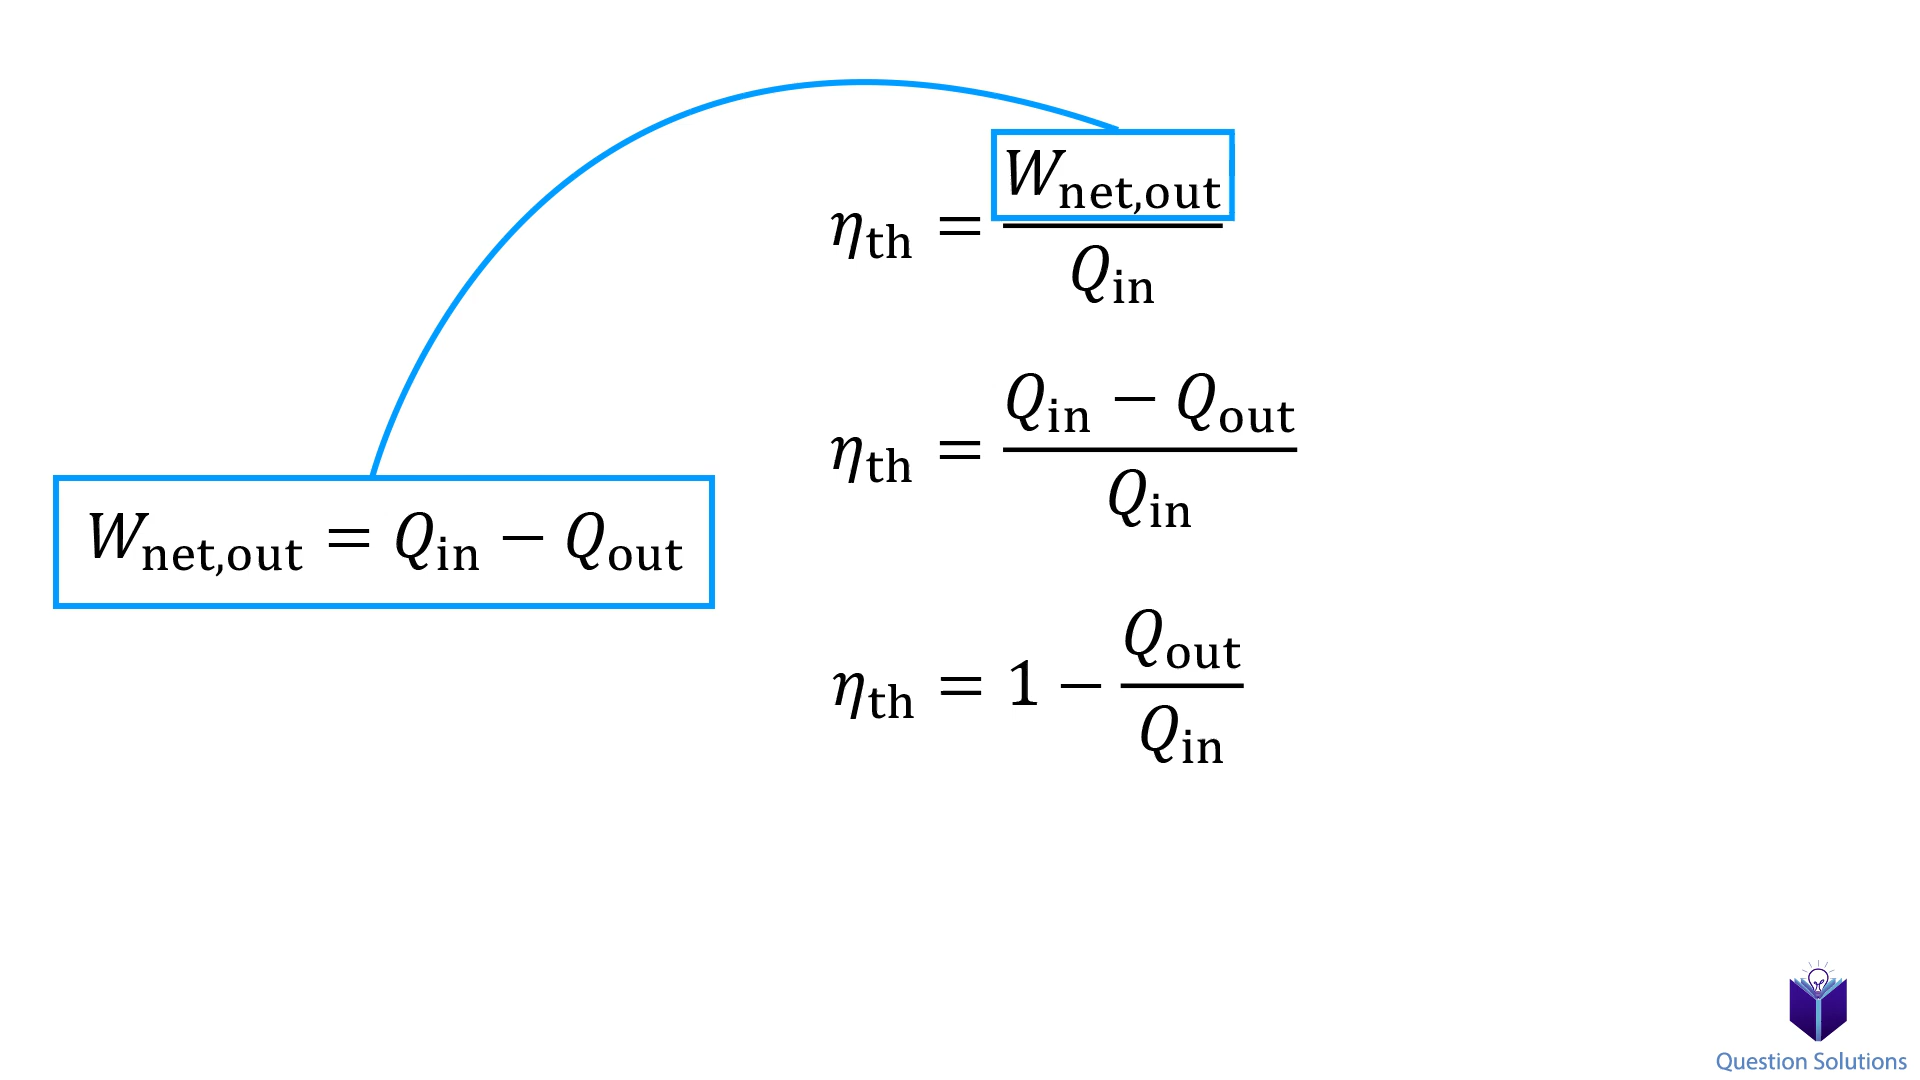 η_th = W_net,out / Q_in
η_th = (Q_in − Q_out) / Q_in
W_net,out = Q_in − Q_out
η_th = 1 − Q_out / Q_in
Question Solutions